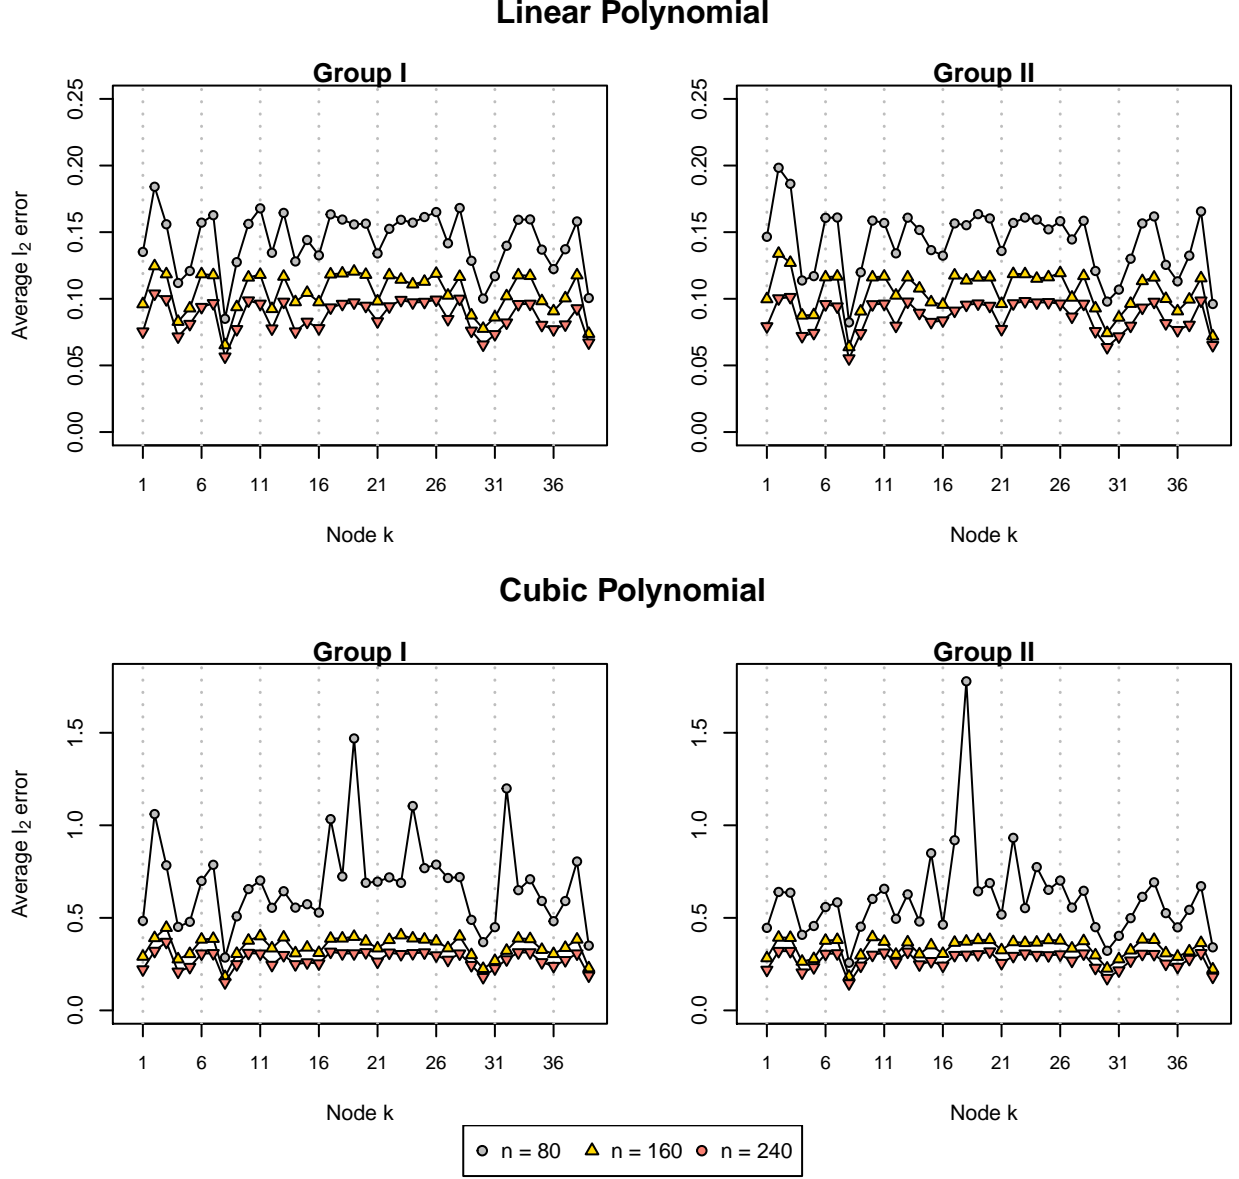 Linear Polynomial
Group I
Group II
Average l2 error
0.25
0.20
0.15
0.10
0.05
0.00
0.25
0.20
0.15
0.10
0.05
0.00
1 6 11 16 21 26 31 36
1 6 11 16 21 26 31 36
Node k
Node k
Cubic Polynomial
Group I
Group II
Average l2 error
1.5
1.0
0.5
0.0
1.5
1.0
0.5
0.0
1 6 11 16 21 26 31 36
1 6 11 16 21 26 31 36
Node k
Node k
n = 80 n = 160 n = 240